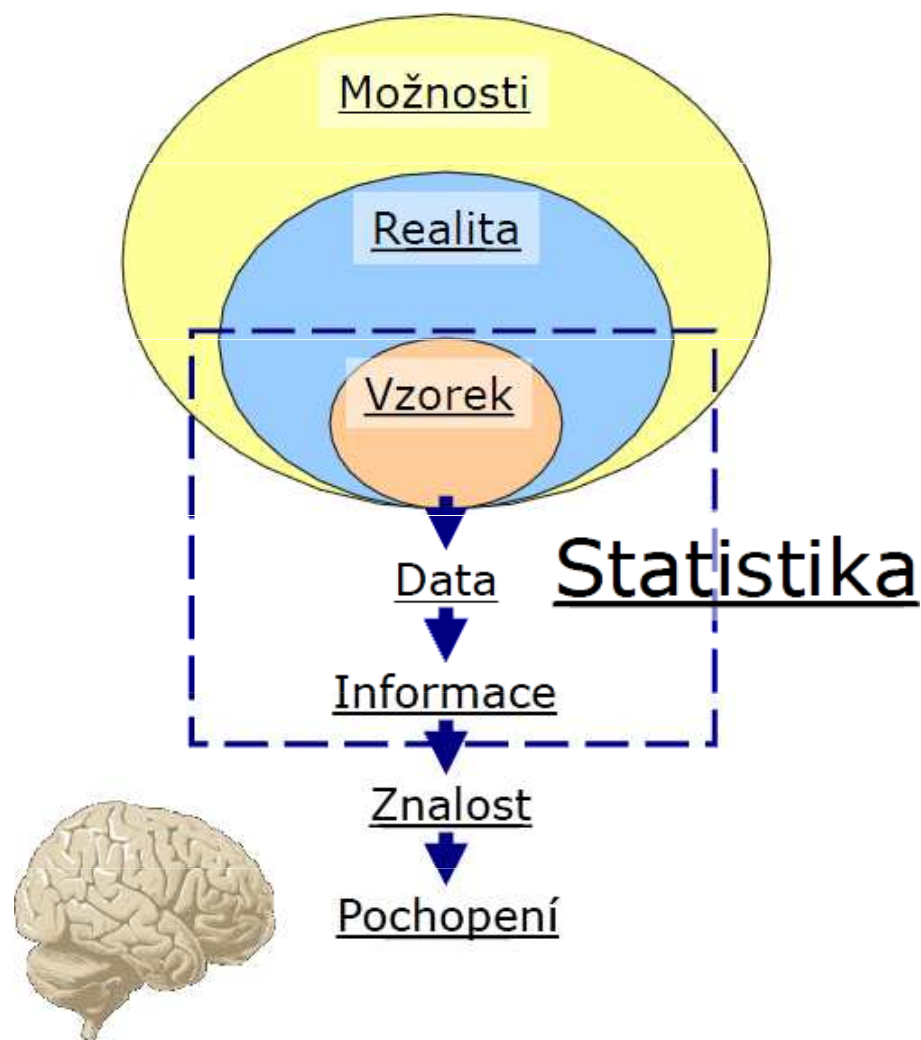 Možnosti
Realita
Vzorek
Data
Statistika
Informace
Znalost
Pochopení